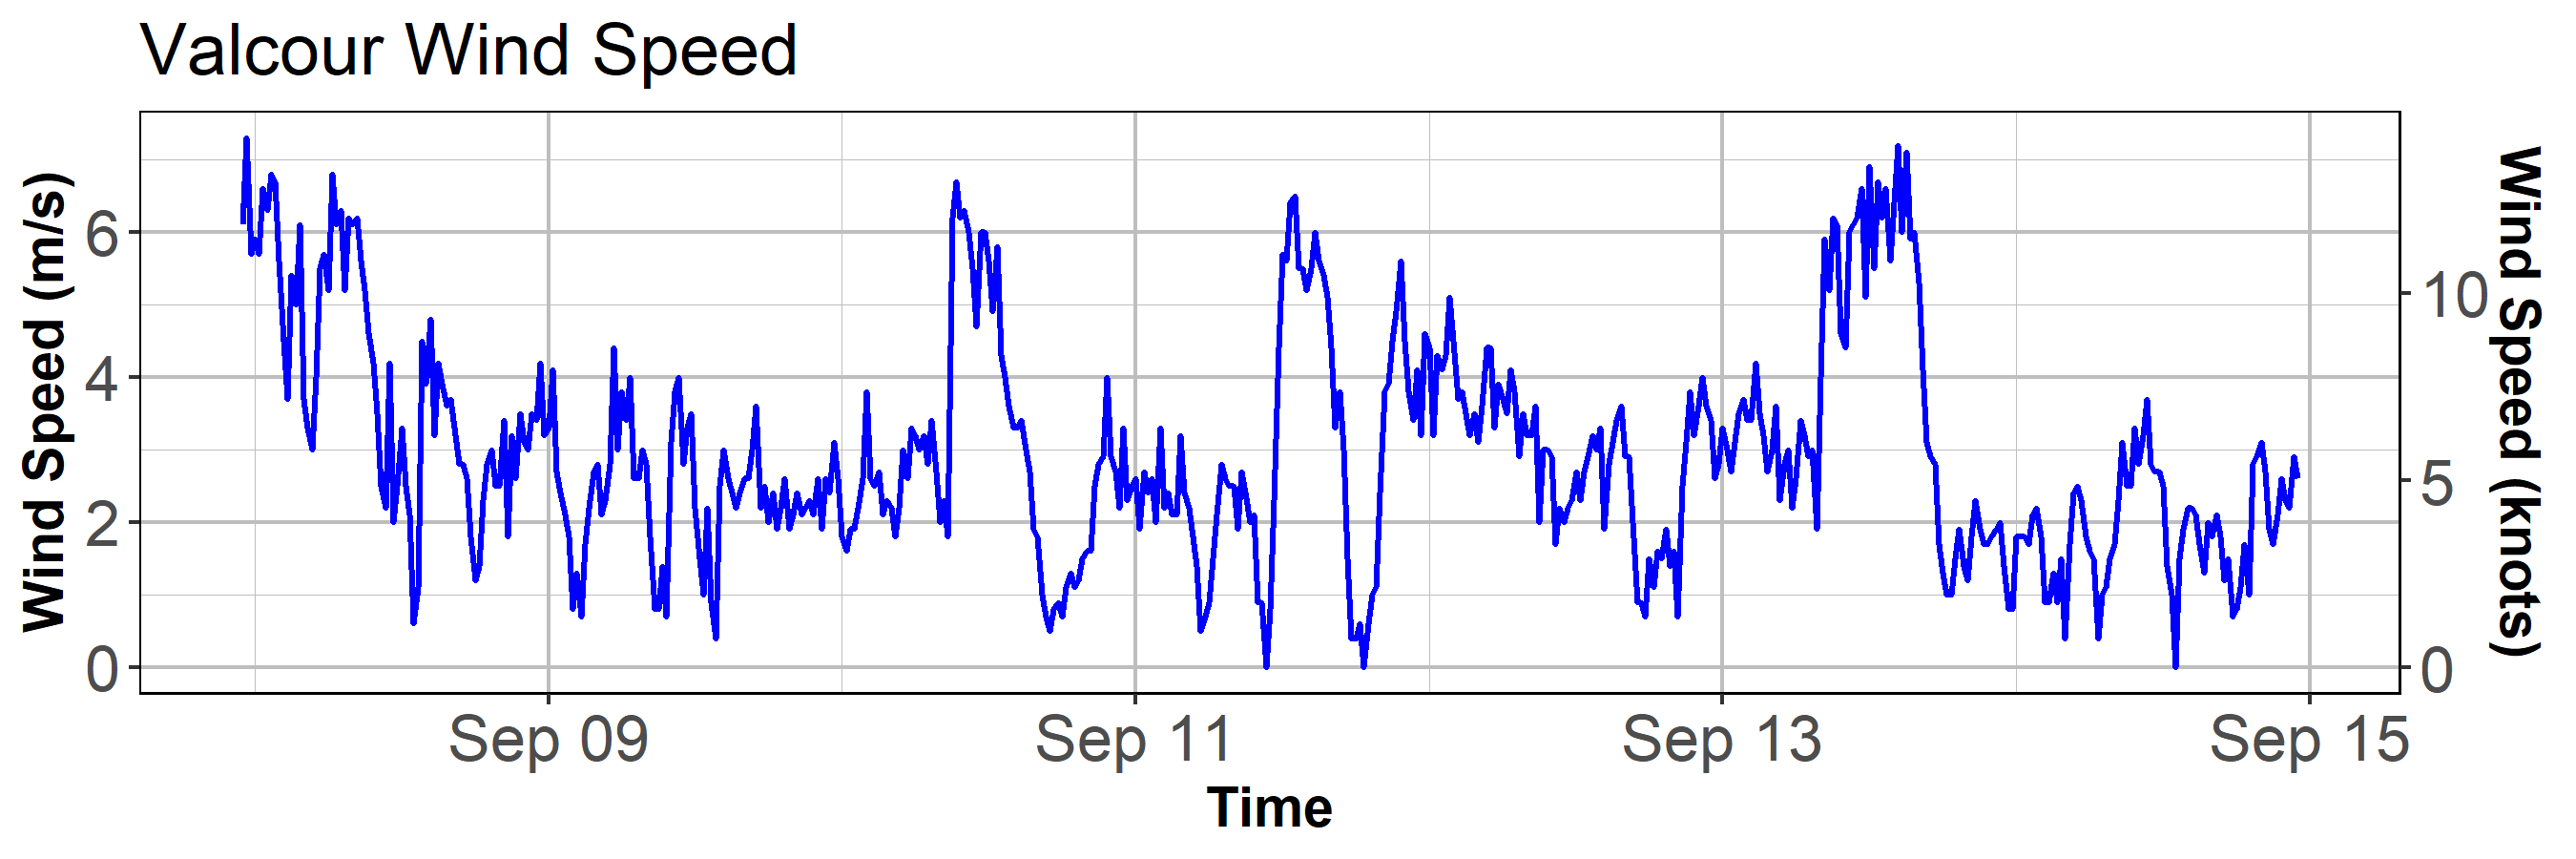 Valcour Wind Speed
Wind Speed (m/s)
6
4
2
0
10
5
0
Wind Speed (knots)
Sep 09
Sep 11
Sep 13
Sep 15
Time